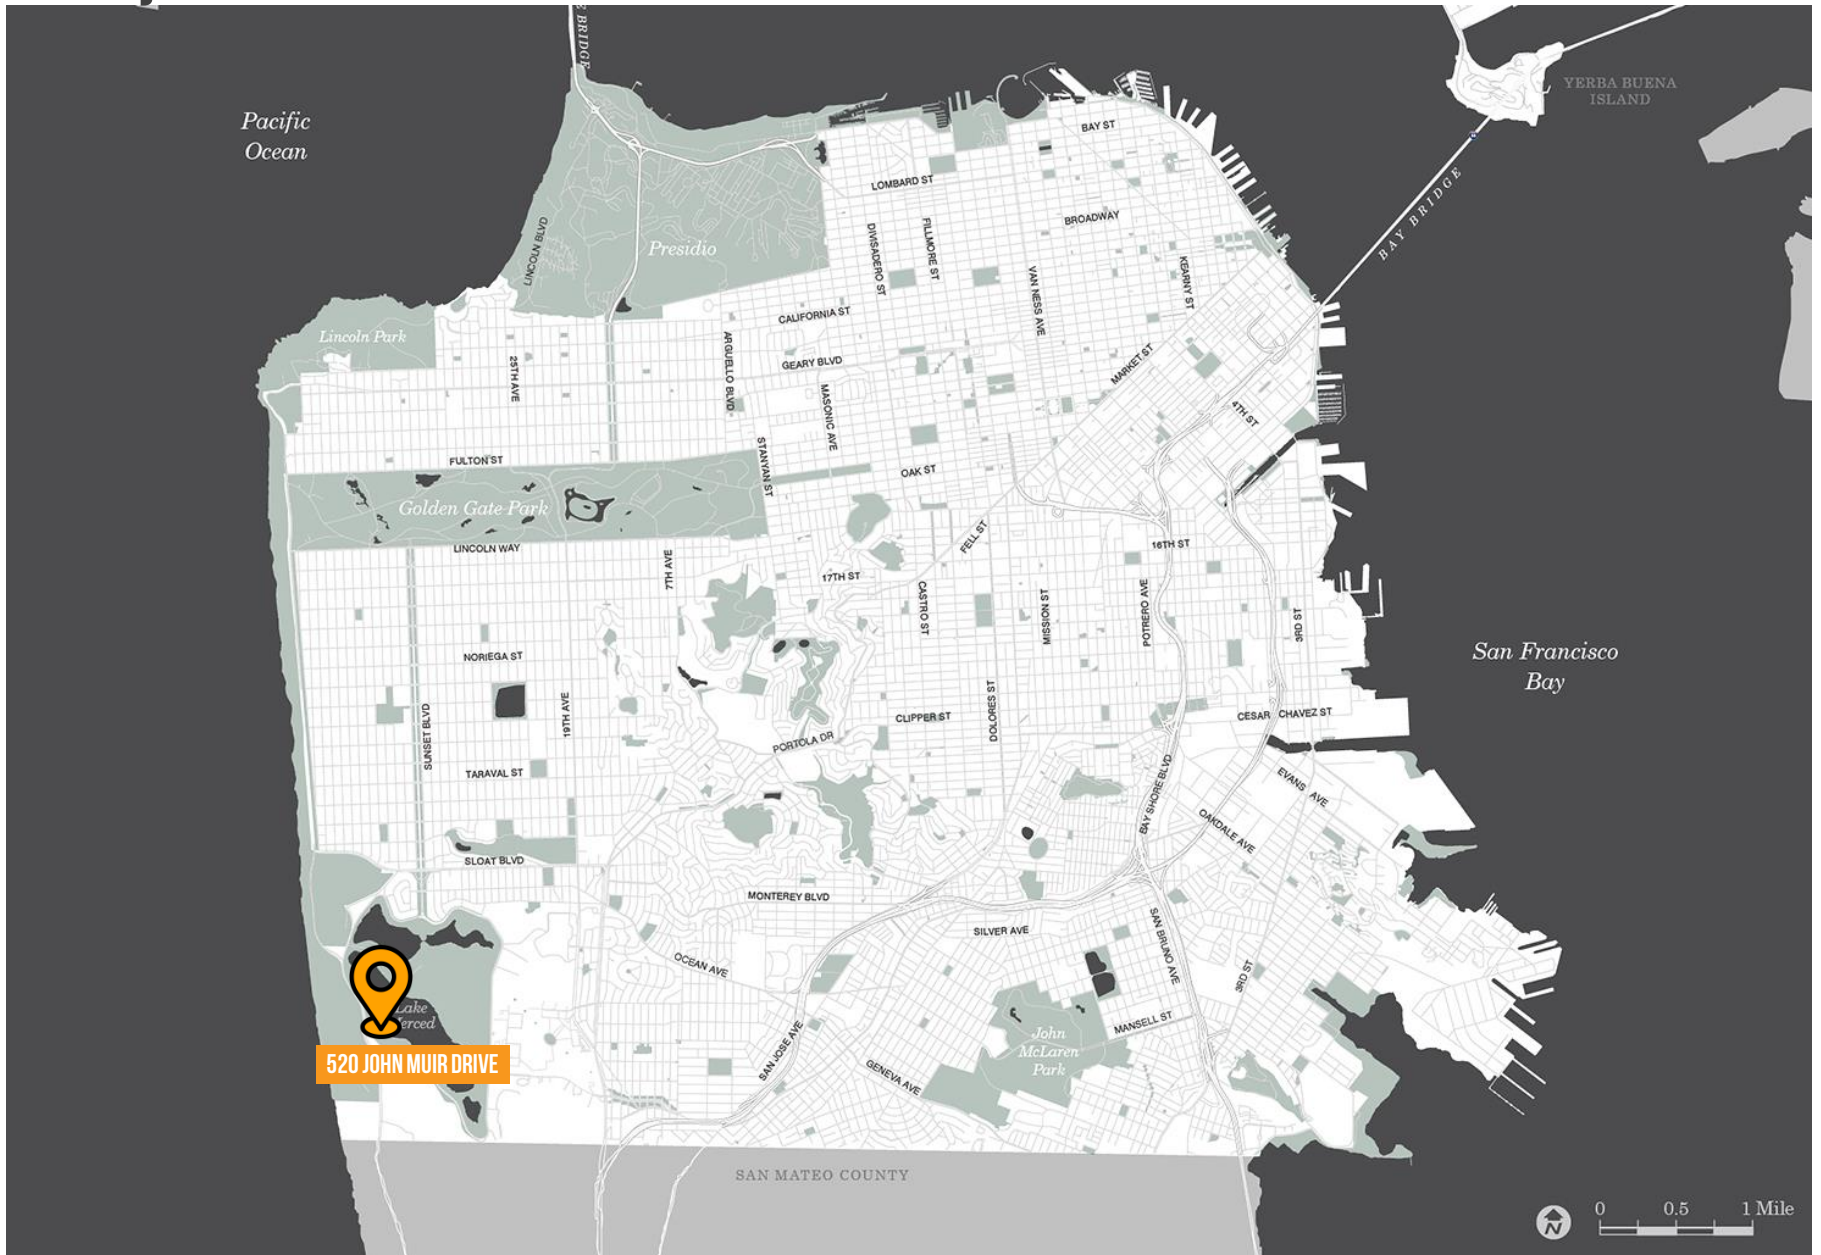 BRIDGE
YERBA BUENA
ISLAND
Pacific
Ocean
BAY ST
LOMBARD ST
BROADWAY
BAY BRIDGE
LINCOLN BLVD
Presidio
DIVISADERO ST
FILLMORE ST
VAN NESS AVE
KEARNY ST
CALIFORNIA ST
Lincoln Park
25TH AVE
ARGUELLO BLVD
GEARY BLVD
MASONIC AVE
MARKET ST
4TH ST
FULTON ST
STANYAN ST
OAK ST
Golden Gate Park
LINCOLN WAY
7TH AVE
17TH ST
FELL ST
16TH ST
CASTRO ST
MISSION ST
POTRERO AVE
3RD ST
NORIEGA ST
San Francisco
Bay
SUNSET BLVD
19TH AVE
CLIPPER ST
DOLORES ST
CESAR CHAVEZ ST
PORTOLA DR
TARAVAL ST
BAY SHORE BLVD
EVANS AVE
OAKDALE AVE
SLOAT BLVD
MONTEREY BLVD
SILVER AVE
SAN BRUNO AVE
OCEAN AVE
3RD ST
Lake
Merced
520 JOHN MUIR DRIVE
SAN JOSE AVE
GENEVA AVE
John
McLaren
Park
MANSELL ST
SAN MATEO COUNTY
N
0 0.5 1 Mile